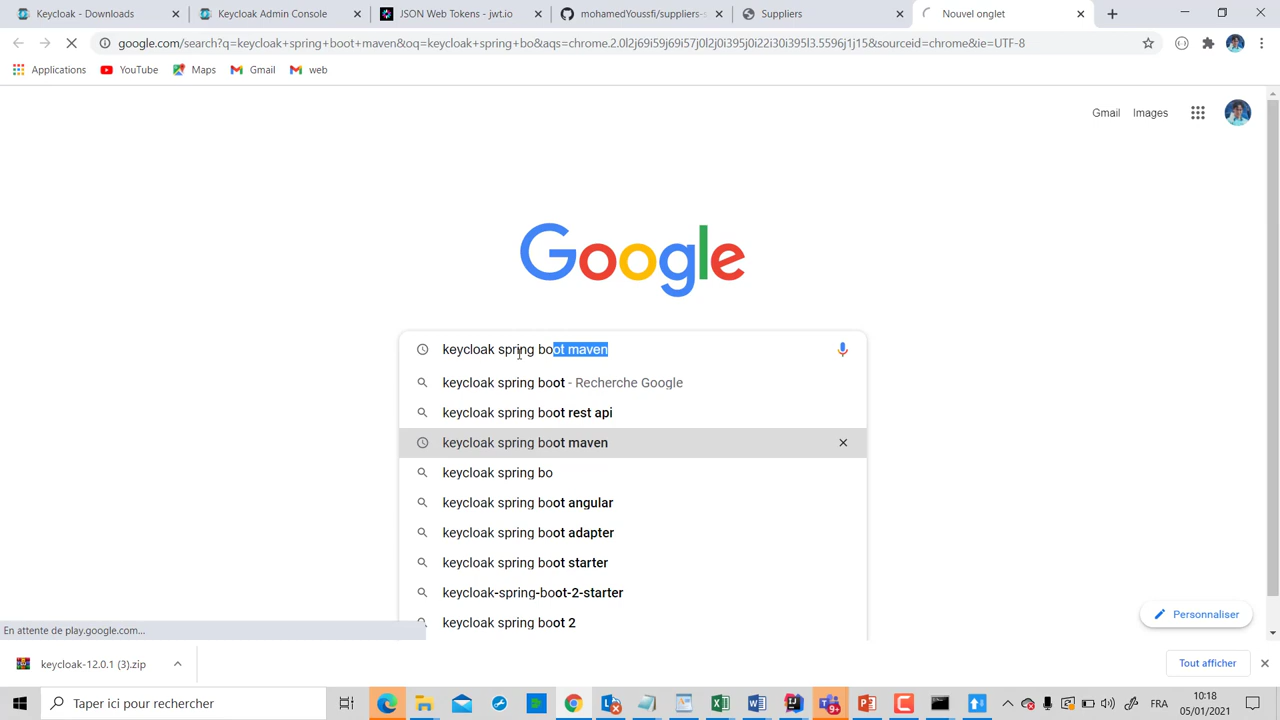 Keycloak - Downloads
Keycloak Admin Console
JSON Web Tokens - jwt.io
mohamedYoussfi/suppliers-s
Suppliers
Nouvel onglet
google.com/search?q=keycloak+spring+boot+maven&oq=keycloak+spring+bo&aqs=chrome.2.0l2j69i59j69i57j0l2j0i395j0i22i30i395l3.5596j1j15&sourceid=chrome&ie=UTF-8
Applications
YouTube
Maps
Gmail
web
Gmail
Images
Google
keycloak spring boot maven
keycloak spring boot - Recherche Google
keycloak spring boot rest api
keycloak spring boot maven
keycloak spring bo
keycloak spring boot angular
keycloak spring boot adapter
keycloak spring boot starter
keycloak-spring-boot-2-starter
keycloak spring boot 2
Personnaliser
En attente de play.google.com...
keycloak-12.0.1 (3).zip
Tout afficher
Taper ici pour rechercher
9+
FRA
10:18
05/01/2021